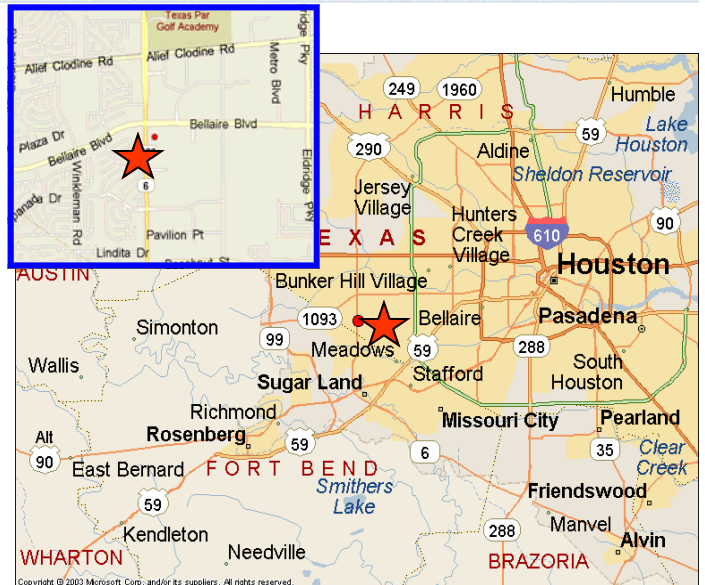 Texas Par
Golf Academy
Alief Clodine Rd
Alief Clodine Rd
Metro Blvd
Eldridge Pky
Bellaire Blvd
Plaza Dr
Bellaire Blvd
Winkleman Rd
6
Dr
Pavilion Pt
Lindita Dr
249
1960
Humble
HARRIS
59
Lake
Houston
290
Aldine
Sheldon Reservoir
Jersey
Village
Hunters
Creek
Village
90
610
EXAS
Houston
AUSTIN
Bunker Hill Village
1093
Bellaire
Pasadena
Simonton
99
Meadows
59
288
Wallis
South
Houston
Sugar Land
Stafford
Richmond
Missouri City
Pearland
Alt
90
Rosenberg
59
6
35
Clear
Creek
East Bernard
FORT BEND
Smithers
Lake
59
Friendswood
Kendleton
288
Manvel
Alvin
WHARTON
Needville
BRAZORIA
Copyright © 2003 Microsoft Corp. and/or its suppliers. All rights reserved.